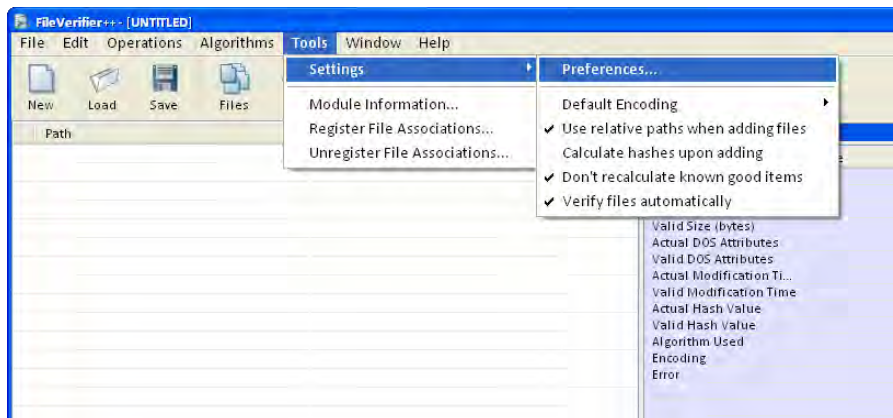 FileVerifier++ - [UNTITLED]
File Edit Operations Algorithms Tools Window Help
New Load Save Files
Path
Settings
Module Information...
Register File Associations...
Unregister File Associations...
Preferences...
Default Encoding
Use relative paths when adding files
Calculate hashes upon adding
Don't recalculate known good items
Verify files automatically
Valid Size (bytes)
Actual DOS Attributes
Valid DOS Attributes
Actual Modification Ti...
Valid Modification Time
Actual Hash Value
Valid Hash Value
Algorithm Used
Encoding
Error